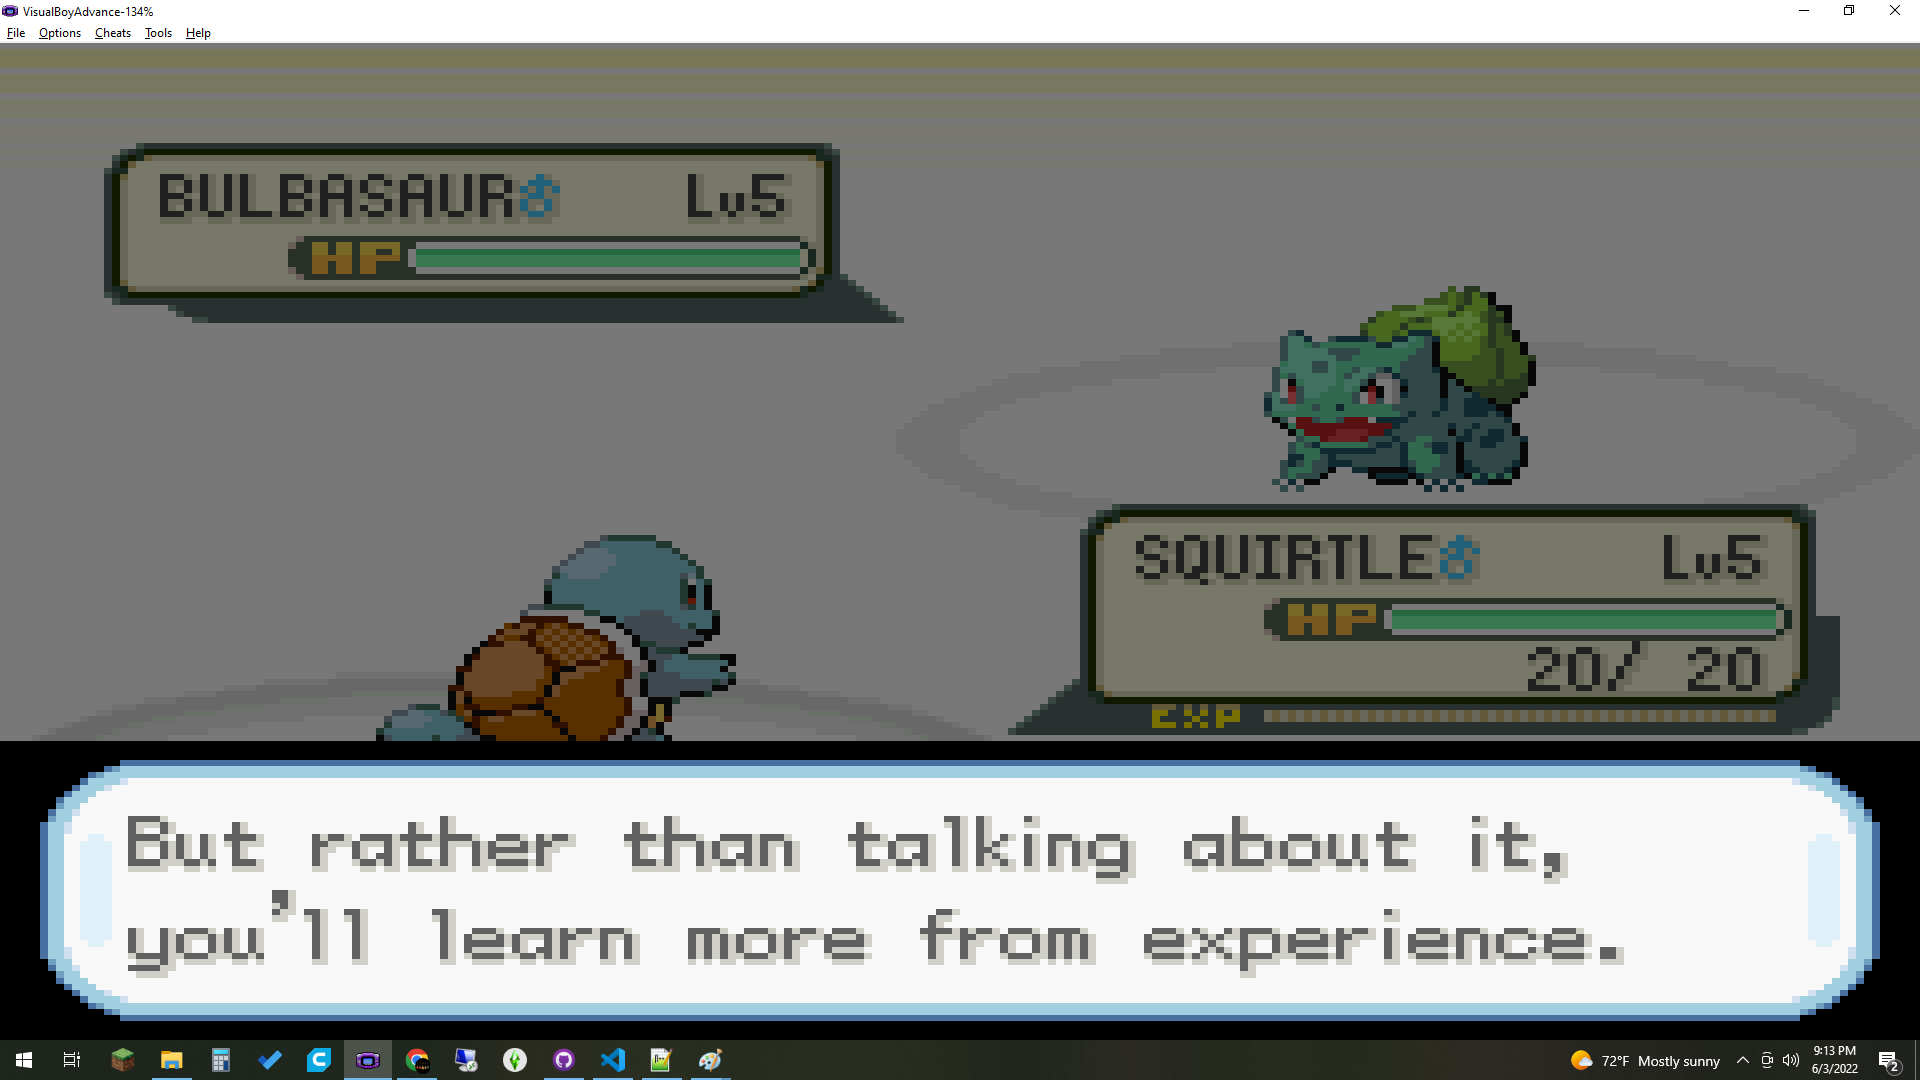 VisualBoyAdvance-134%
File Options Cheats Tools Help
BULBASAUR♂ Lv5
HP
SQUIRTLE♂ Lv5
HP
20/ 20
EXP
But rather than talking about it,
you'll learn more from experience.
72°F Mostly sunny
9:13 PM
6/3/2022
2